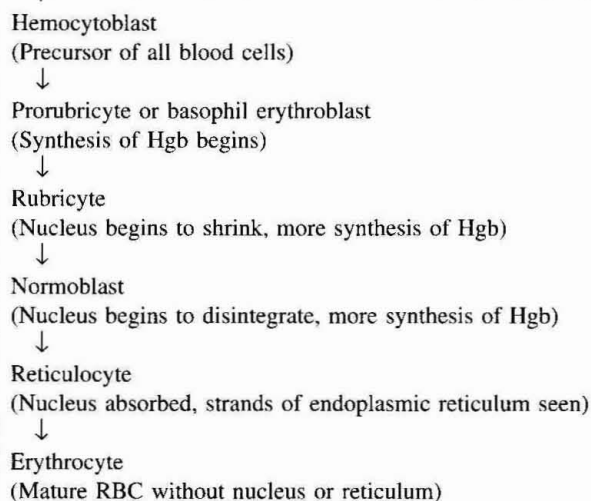 Hemocytoblast
(Precursor of all blood cells)
↓
Prorubricyte or basophil erythroblast
(Synthesis of Hgb begins)
↓
Rubricyte
(Nucleus begins to shrink, more synthesis of Hgb)
↓
Normoblast
(Nucleus begins to disintegrate, more synthesis of Hgb)
↓
Reticulocyte
(Nucleus absorbed, strands of endoplasmic reticulum seen)
↓
Erythrocyte
(Mature RBC without nucleus or reticulum)